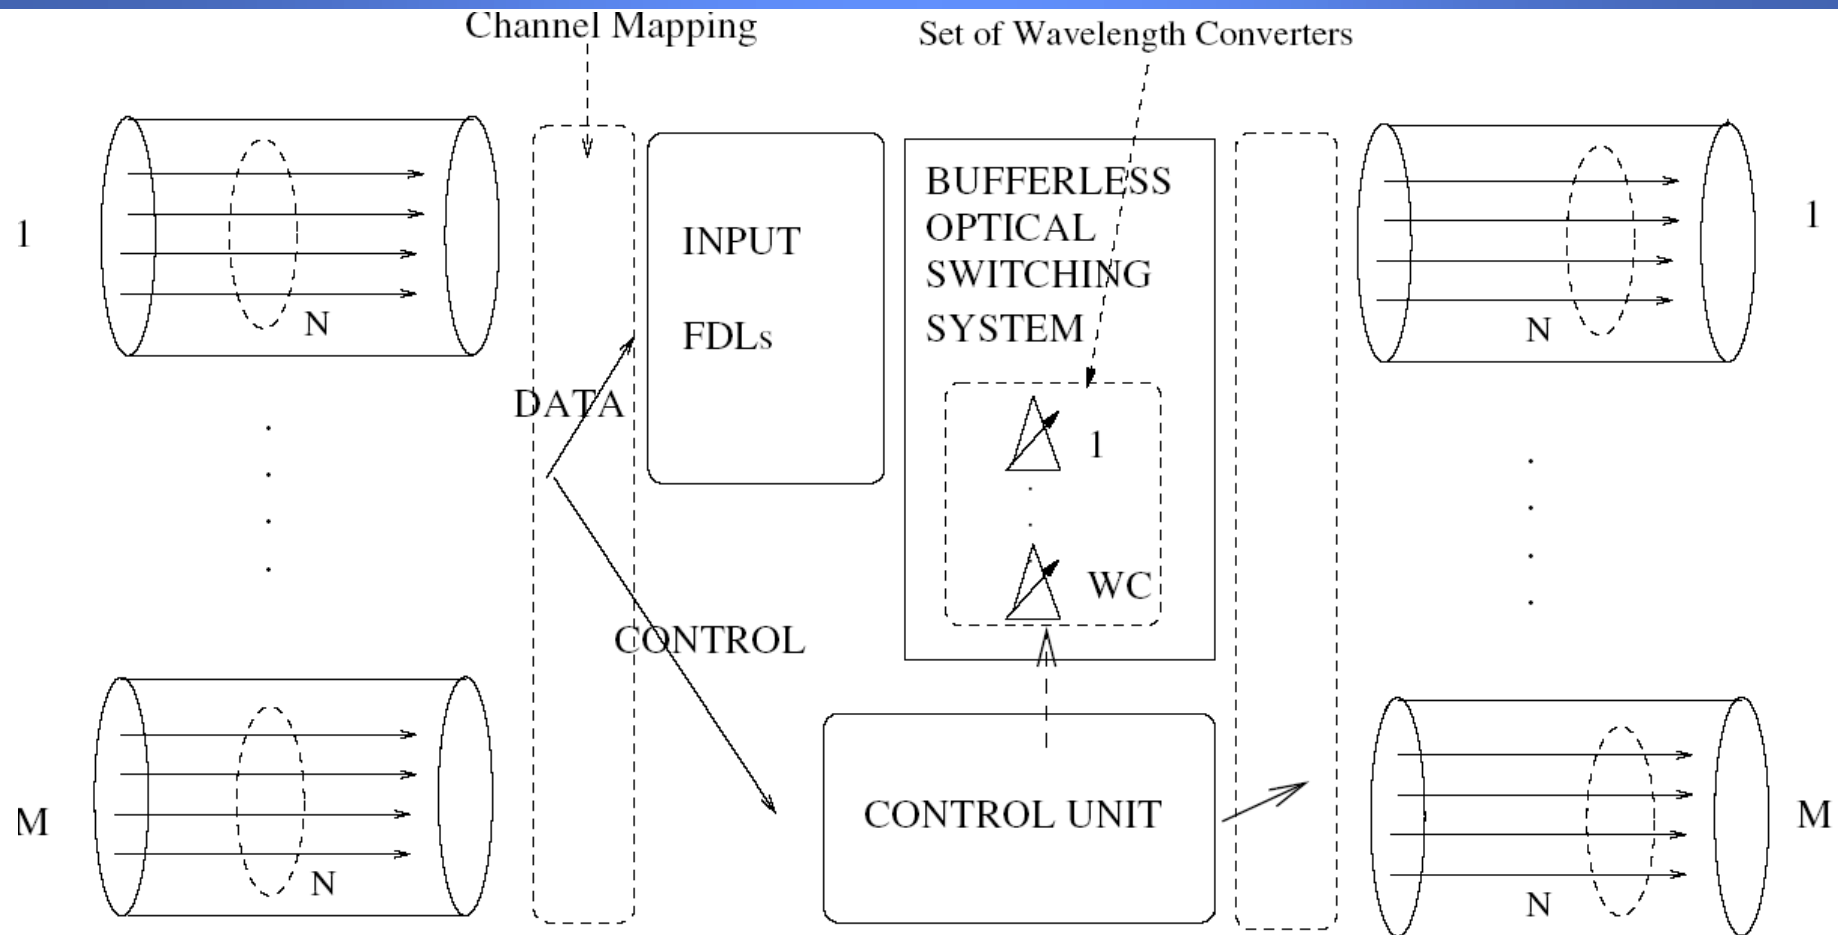 Channel Mapping
Set of Wavelength Converters
1
N
INPUT
FDLs
BUFFERLESS
OPTICAL
SWITCHING
SYSTEM
1
WC
N
1
DATA
CONTROL
M
N
CONTROL UNIT
N
M